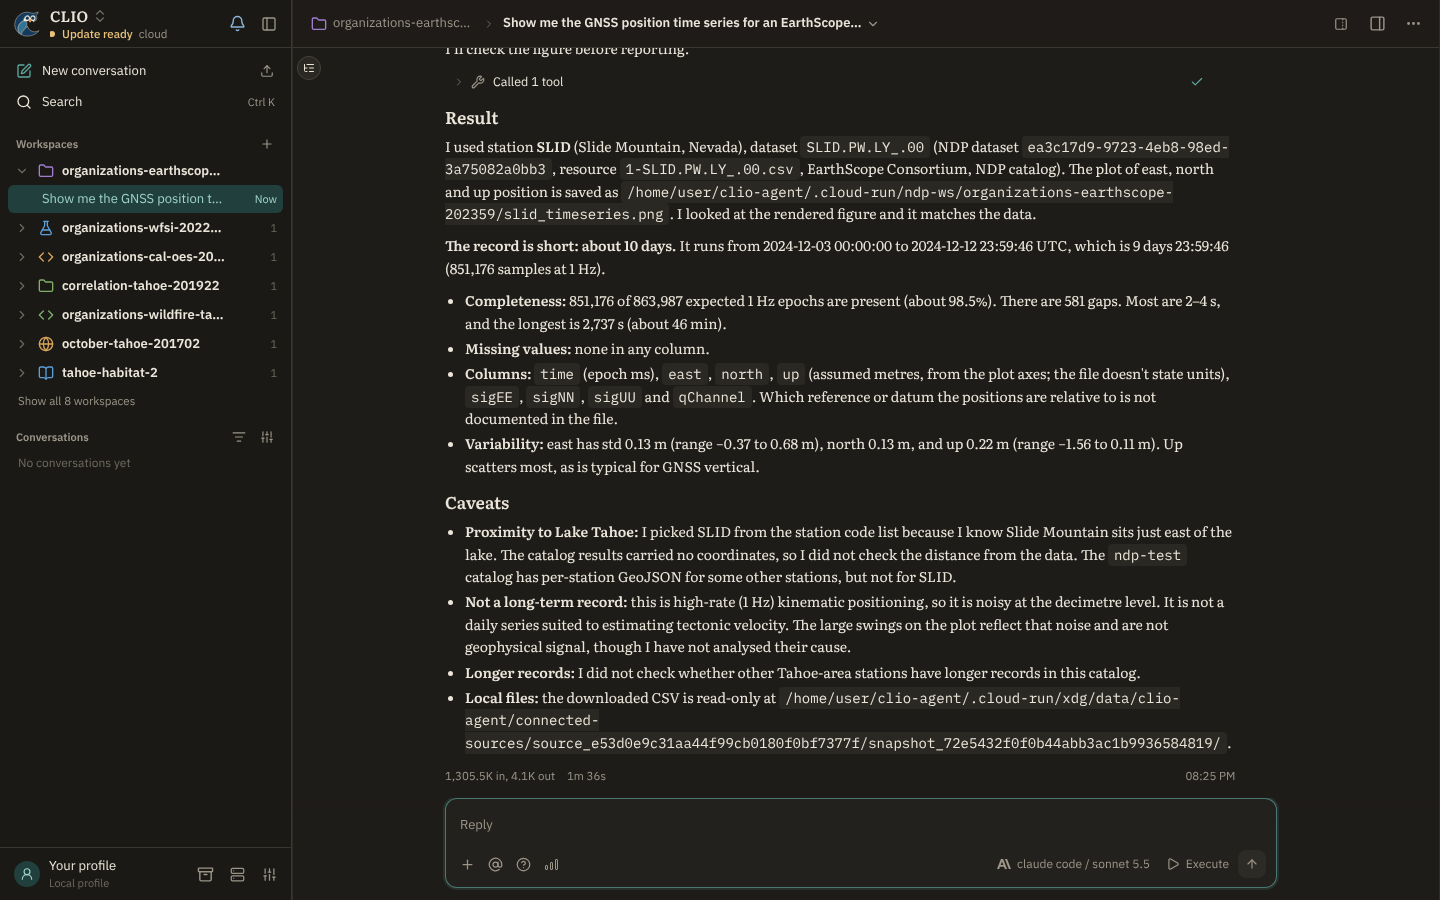 CLIO
Update ready cloud
New conversation
Search Ctrl K
Workspaces
organizations-earthscop...
Show me the GNSS position t... Now
organizations-wfsi-2022... 1
organizations-cal-oes-20... 1
correlation-tahoe-201922 1
organizations-wildfire-ta... 1
october-tahoe-201702 1
tahoe-habitat-2 1
Show all 8 workspaces
Conversations
No conversations yet
Your profile
Local profile
organizations-earthsc... Show me the GNSS position time series for an EarthScope...
I'll check the figure before reporting.
Called 1 tool
Result
I used station SLID (Slide Mountain, Nevada), dataset SLID.PW.LY_.00 (NDP dataset ea3c17d9-9723-4eb8-98ed-
3a75082a0bb3 , resource 1-SLID.PW.LY_.00.csv , EarthScope Consortium, NDP catalog). The plot of east, north
and up position is saved as /home/user/clio-agent/.cloud-run/ndp-ws/organizations-earthscope-
202359/slid_timeseries.png . I looked at the rendered figure and it matches the data.
The record is short: about 10 days. It runs from 2024-12-03 00:00:00 to 2024-12-12 23:59:46 UTC, which is 9 days 23:59:46
(851,176 samples at 1 Hz).
• Completeness: 851,176 of 863,987 expected 1 Hz epochs are present (about 98.5%). There are 581 gaps. Most are 2–4 s,
and the longest is 2,737 s (about 46 min).
• Missing values: none in any column.
• Columns: time (epoch ms), east , north , up (assumed metres, from the plot axes; the file doesn't state units),
sigEE , sigNN , sigUU and qChannel . Which reference or datum the positions are relative to is not
documented in the file.
• Variability: east has std 0.13 m (range −0.37 to 0.68 m), north 0.13 m, and up 0.22 m (range −1.56 to 0.11 m). Up
scatters most, as is typical for GNSS vertical.
Caveats
• Proximity to Lake Tahoe: I picked SLID from the station code list because I know Slide Mountain sits just east of the
lake. The catalog results carried no coordinates, so I did not check the distance from the data. The ndp-test
catalog has per-station GeoJSON for some other stations, but not for SLID.
• Not a long-term record: this is high-rate (1 Hz) kinematic positioning, so it is noisy at the decimetre level. It is not a
daily series suited to estimating tectonic velocity. The large swings on the plot reflect that noise and are not
geophysical signal, though I have not analysed their cause.
• Longer records: I did not check whether other Tahoe-area stations have longer records in this catalog.
• Local files: the downloaded CSV is read-only at /home/user/clio-agent/.cloud-run/xdg/data/clio-
agent/connected-
sources/source_e53d0e9c31aa44f99cb0180f0bf7377f/snapshot_72e5432f0f0b44abb3ac1b9936584819/ .
1,305.5K in, 4.1K out 1m 36s 08:25 PM
Reply
claude code / sonnet 5.5 Execute